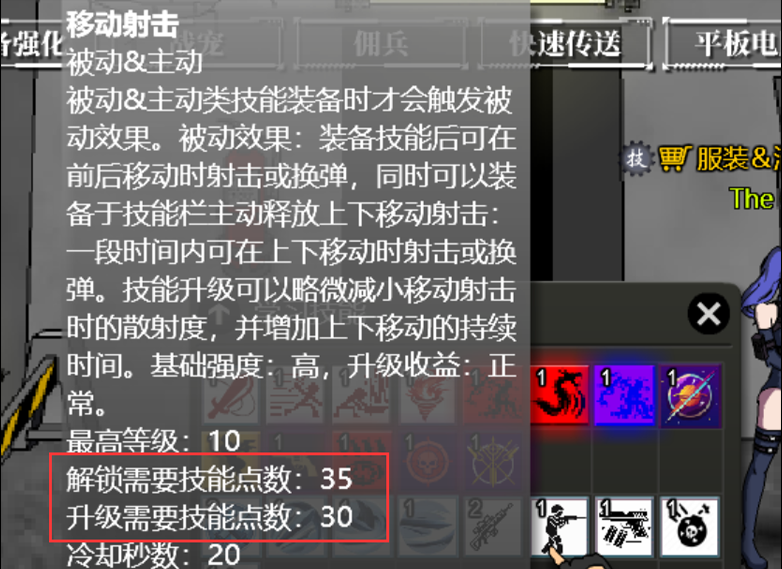 移动射击
备强化
战宠
佣兵
快速传送
平板电
被动&主动
被动&主动类技能装备时才会触发被
动效果。被动效果：装备技能后可在
前后移动时射击或换弹，同时可以装
备于技能栏主动释放上下移动射击：
一段时间内可在上下移动时射击或换
弹。技能升级可以略微减小移动射击
时的散射度，并增加上下移动的持续
时间。基础强度：高，升级收益：正
常。
最高等级：10
解锁需要技能点数：35
升级需要技能点数：30
冷却秒数：20
技
服装&
The
1 1 1 1 1 1 1 1
1 1 1
2 1 1 1